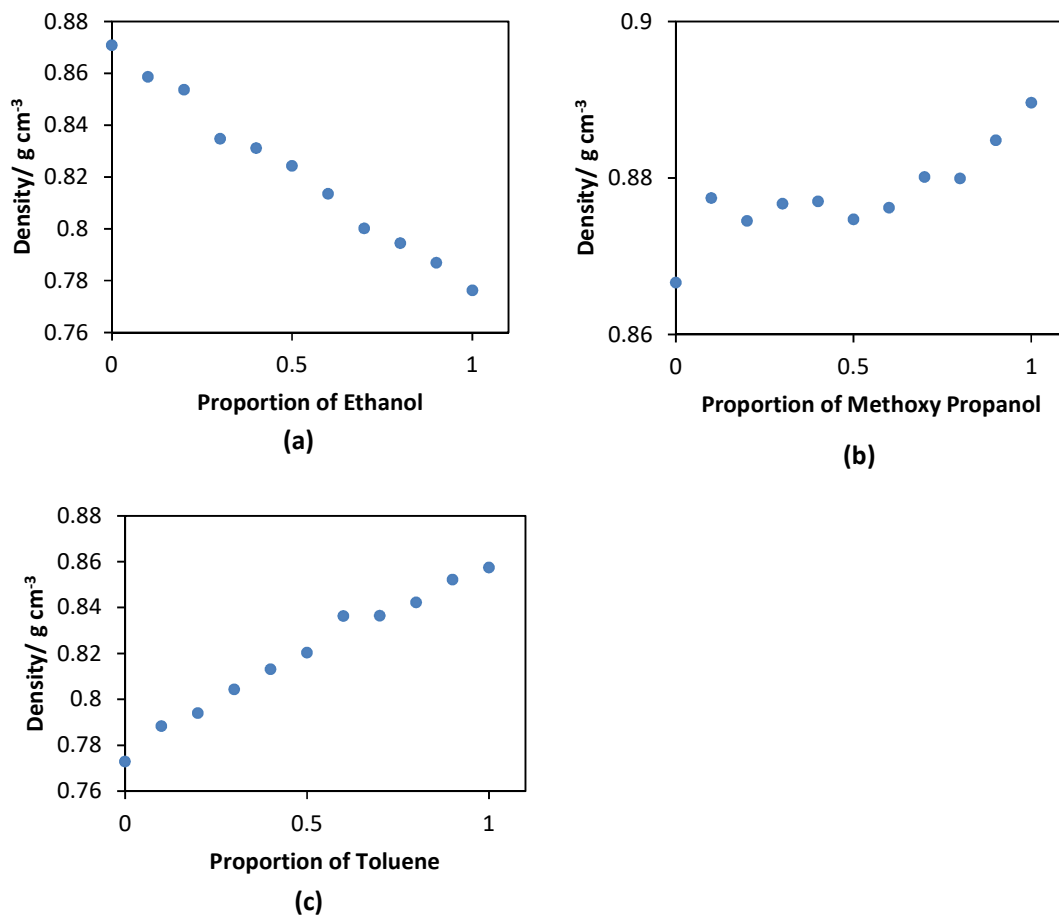 0.88
0.86
0.84
0.82
0.8
0.78
0.76
Density/ g cm-3
0 0.5 1
Proportion of Ethanol
(a)
0.9
0.88
0.86
Density/ g cm-3
0 0.5 1
Proportion of Methoxy Propanol
(b)
0.88
0.86
0.84
0.82
0.8
0.78
0.76
Density/ g cm-3
0 0.5 1
Proportion of Toluene
(c)